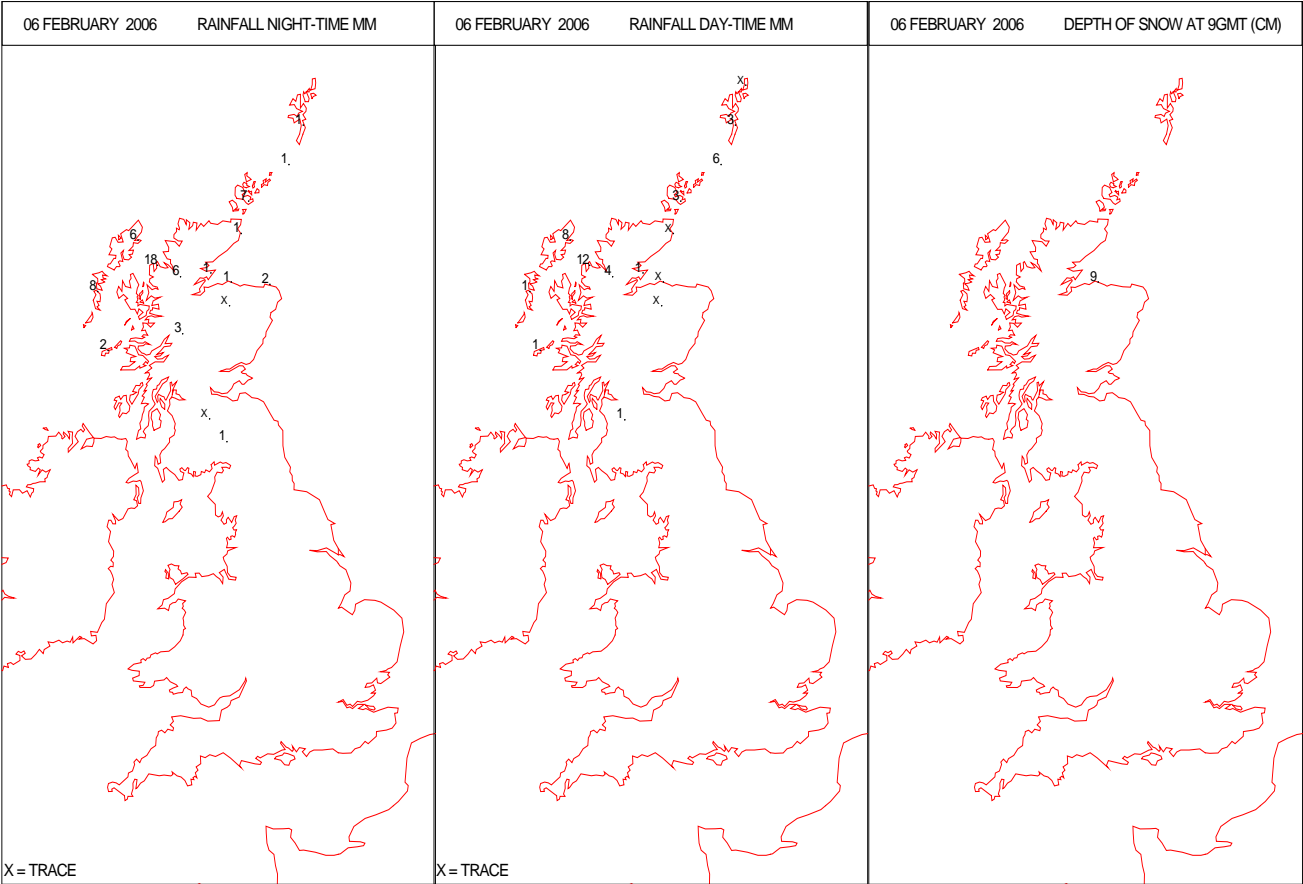 06 FEBRUARY 2006 RAINFALL NIGHT-TIME MM
1
1.
7
1.
6
18
6.
1
1.
2.
8
X.
3.
2
X.
1.
X = TRACE
06 FEBRUARY 2006 RAINFALL DAY-TIME MM
X
3
6.
3
X
8
12
4.
1
X.
1
X.
1
1.
X = TRACE
06 FEBRUARY 2006 DEPTH OF SNOW AT 9GMT (CM)
9.